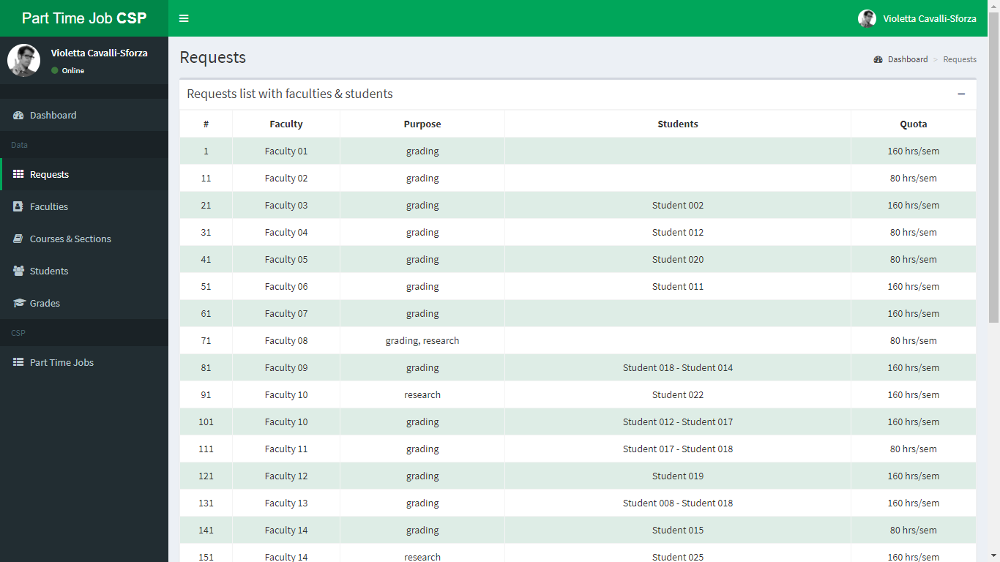 Part Time Job CSP
Violetta Cavalli-Sforza
Violetta Cavalli-Sforza
Online
Dashboard
Data
Requests
Faculties
Courses & Sections
Students
Grades
CSP
Part Time Jobs
Requests
Dashboard > Requests
Requests list with faculties & students
# Faculty Purpose Students Quota
1 Faculty 01 grading 160 hrs/sem
11 Faculty 02 grading 80 hrs/sem
21 Faculty 03 grading Student 002 160 hrs/sem
31 Faculty 04 grading Student 012 80 hrs/sem
41 Faculty 05 grading Student 020 80 hrs/sem
51 Faculty 06 grading Student 011 160 hrs/sem
61 Faculty 07 grading 160 hrs/sem
71 Faculty 08 grading, research 80 hrs/sem
81 Faculty 09 grading Student 018 - Student 014 160 hrs/sem
91 Faculty 10 research Student 022 160 hrs/sem
101 Faculty 10 grading Student 012 - Student 017 160 hrs/sem
111 Faculty 11 grading Student 017 - Student 018 80 hrs/sem
121 Faculty 12 grading Student 019 160 hrs/sem
131 Faculty 13 grading Student 008 - Student 018 160 hrs/sem
141 Faculty 14 grading Student 015 80 hrs/sem
151 Faculty 14 research Student 025 160 hrs/sem